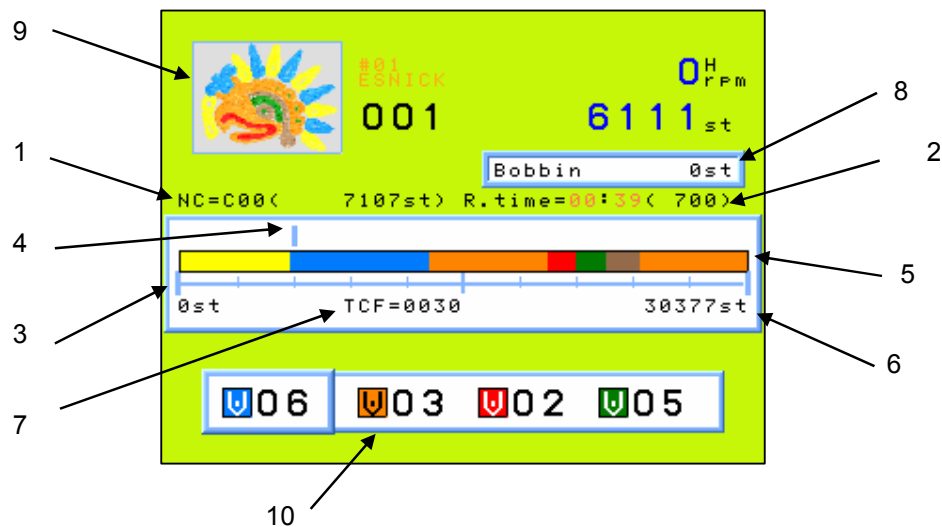 9
#01
ESNICK
001
0 H rpm
6111 st
8
Bobbin 0st
1
2
NC=C00( 7107st) R.time=00:39( 700)
4
5
3
0st TCF=0030 30377st
6
7
06 03 02 05
10